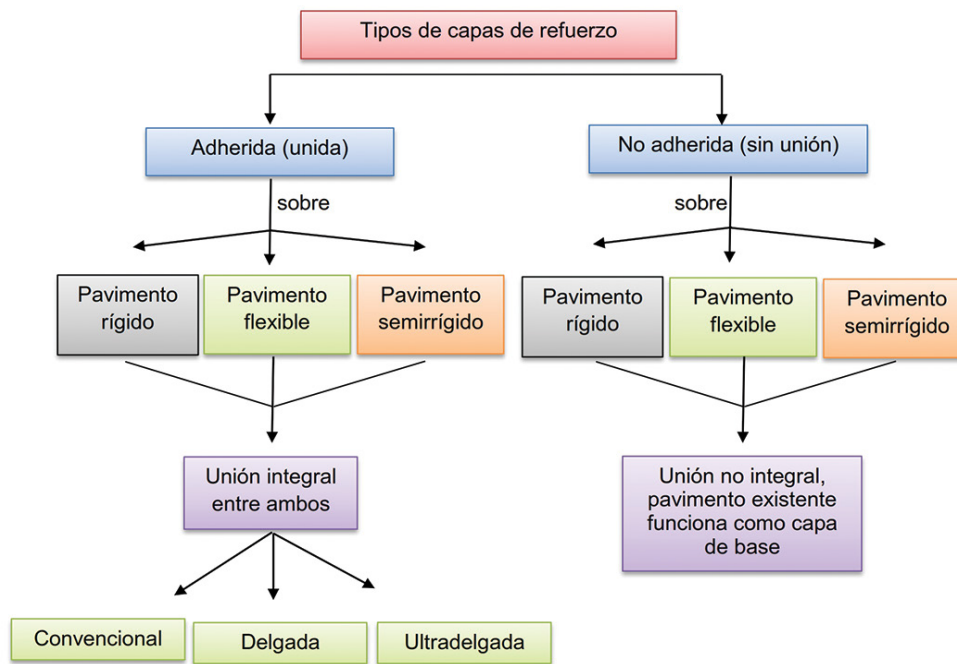 Tipos de capas de refuerzo
Adherida (unida)
No adherida (sin unión)
sobre
sobre
Pavimento
rígido
Pavimento
flexible
Pavimento
semirrígido
Pavimento
rígido
Pavimento
flexible
Pavimento
semirrígido
Unión integral
entre ambos
Unión no integral,
pavimento existente
funciona como capa
de base
Convencional
Delgada
Ultradelgada